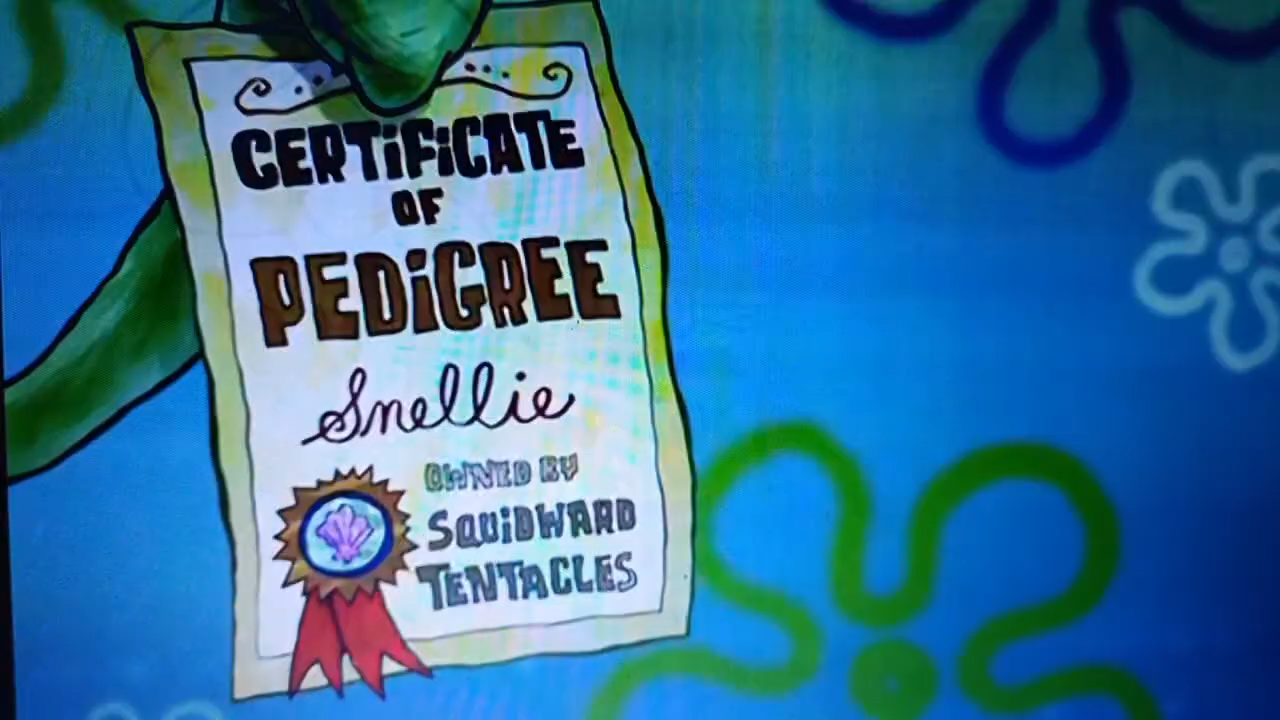 CERTiFiCATE
OF
PEDiGREE
Snellie
OWNED BY
SQUiDWARD
TENTACLES